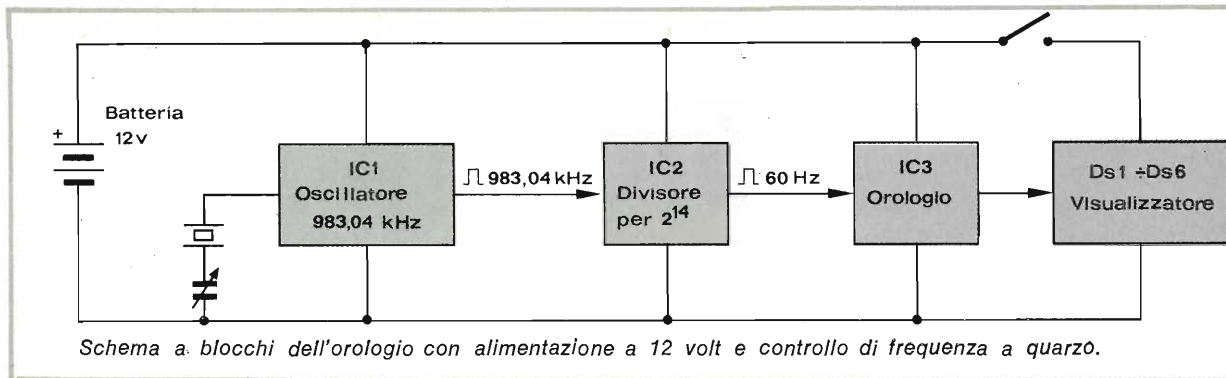 Batteria
+
12v
IC1
Oscillatore
983,04 kHz
983,04 kHz
IC2
Divisore
per 2¹⁴
60 Hz
IC3
Orologio
Ds1 ÷Ds6
Visualizzatore
Schema a blocchi dell'orologio con alimentazione a 12 volt e controllo di frequenza a quarzo.